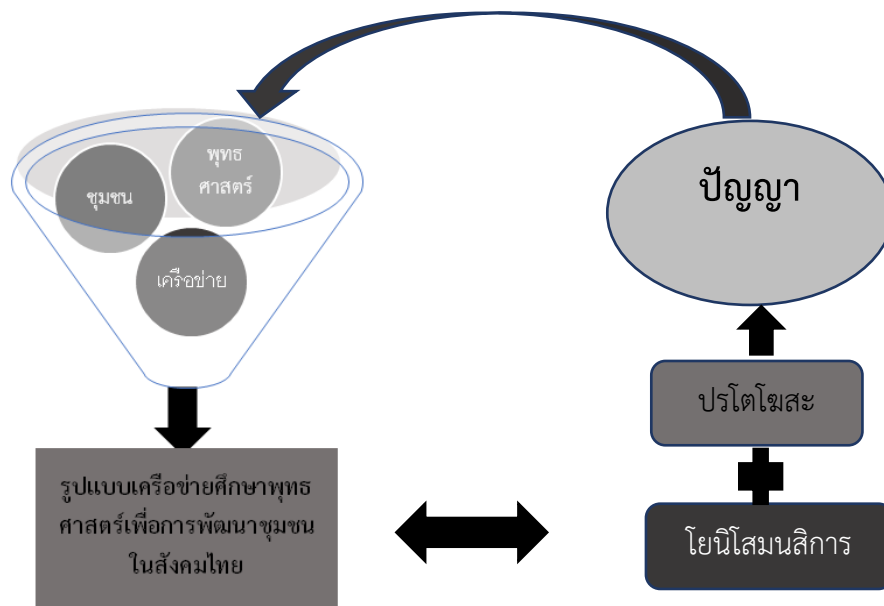 พุทธ
ศาสตร์
ชุมชน
เครือข่าย
รูปแบบเครือข่ายศึกษาพุทธ
ศาสตร์เพื่อการพัฒนาชุมชน
ในสังคมไทย
ปัญญา
ปรโตโฆสะ
โยนิโสมนสิการ